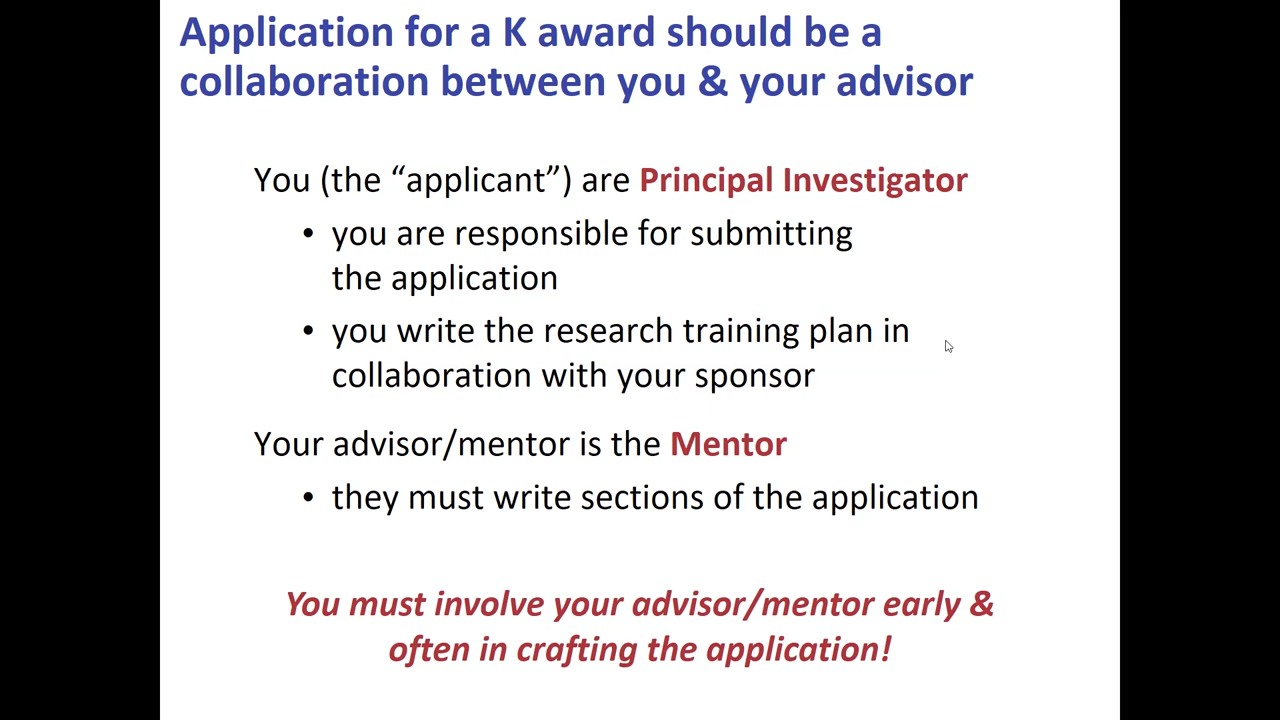 Application for a K award should be a
collaboration between you & your advisor
You (the “applicant”) are Principal Investigator
• you are responsible for submitting
the application
• you write the research training plan in
collaboration with your sponsor
Your advisor/mentor is the Mentor
• they must write sections of the application
You must involve your advisor/mentor early &
often in crafting the application!